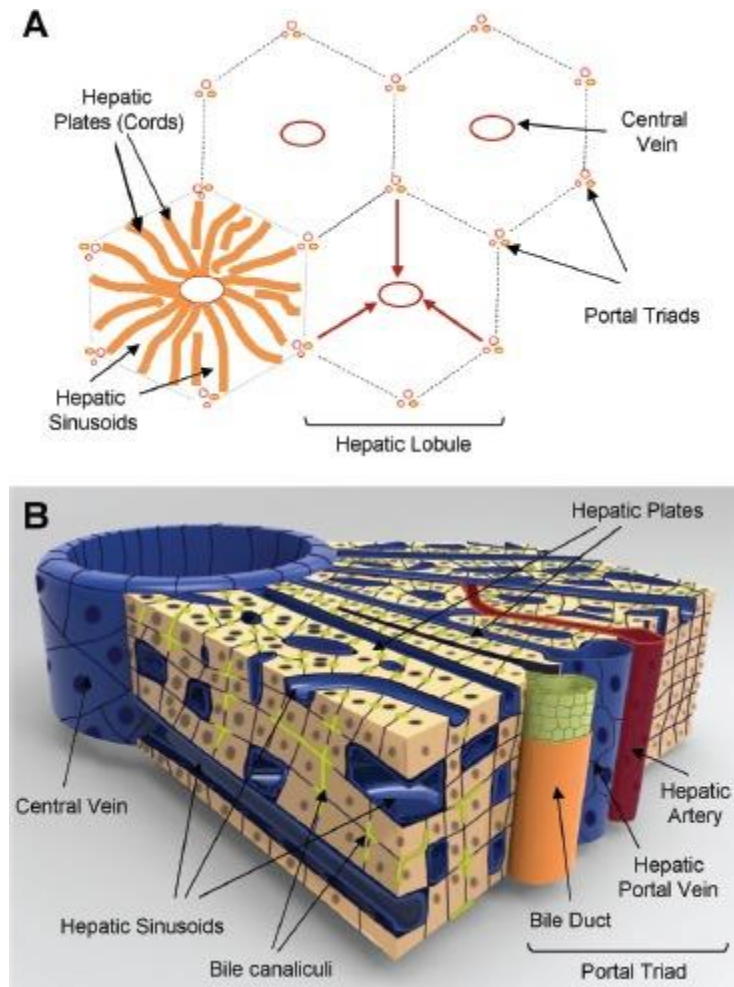 A
Hepatic
Plates (Cords)
Central
Vein
Portal Triads
Hepatic
Sinusoids
Hepatic Lobule
B
Hepatic Plates
Central Vein
Hepatic
Artery
Hepatic
Portal Vein
Hepatic Sinusoids
Bile Duct
Bile canaliculi
Portal Triad